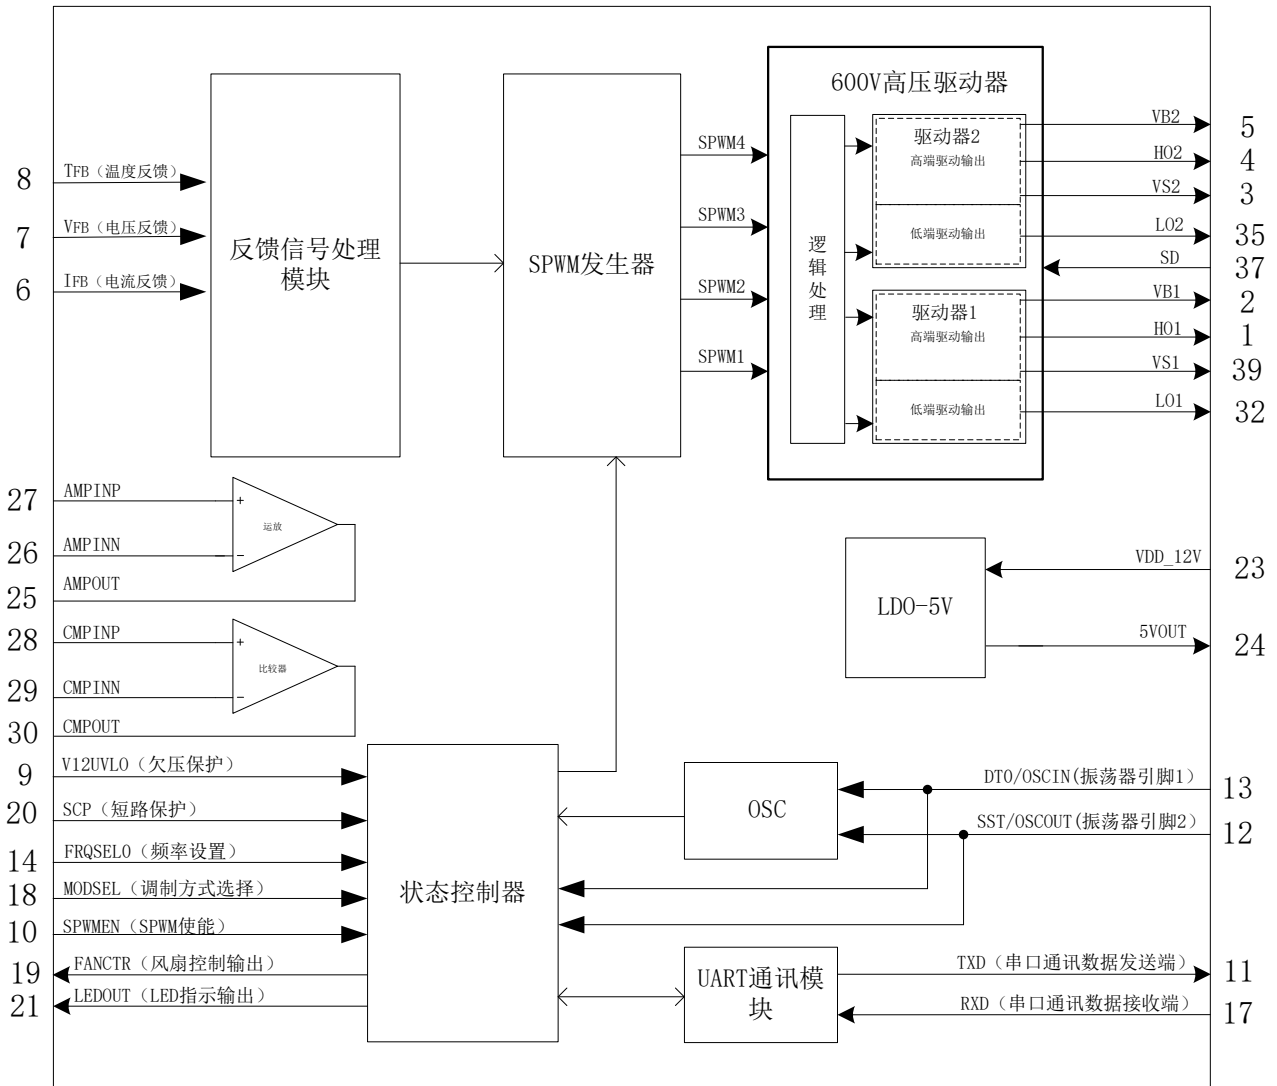 600V高压驱动器
8
TFB（温度反馈）
7
VFB（电压反馈）
6
IFB（电流反馈）
反馈信号处理
模块
SPWM发生器
SPWM4
SPWM3
SPWM2
SPWM1
逻辑处理
驱动器2
高端驱动输出
低端驱动输出
驱动器1
高端驱动输出
低端驱动输出
VB2
5
HO2
4
VS2
3
LO2
35
SD
37
VB1
2
HO1
1
VS1
39
LO1
32
27
AMPINP
+
运放
26
AMPINN
−
25
AMPOUT
28
CMPINP
+
比较器
29
CMPINN
−
30
CMPOUT
LDO-5V
VDD_12V
23
5VOUT
24
9
V12UVLO（欠压保护）
20
SCP（短路保护）
14
FRQSEL0（频率设置）
18
MODSEL（调制方式选择）
10
SPWMEN（SPWM使能）
19
FANCTR（风扇控制输出）
21
LEDOUT（LED指示输出）
状态控制器
OSC
DT0/OSCIN(振荡器引脚1）
13
SST/OSCOUT(振荡器引脚2）
12
UART通讯模
块
TXD（串口通讯数据发送端）
11
RXD（串口通讯数据接收端）
17